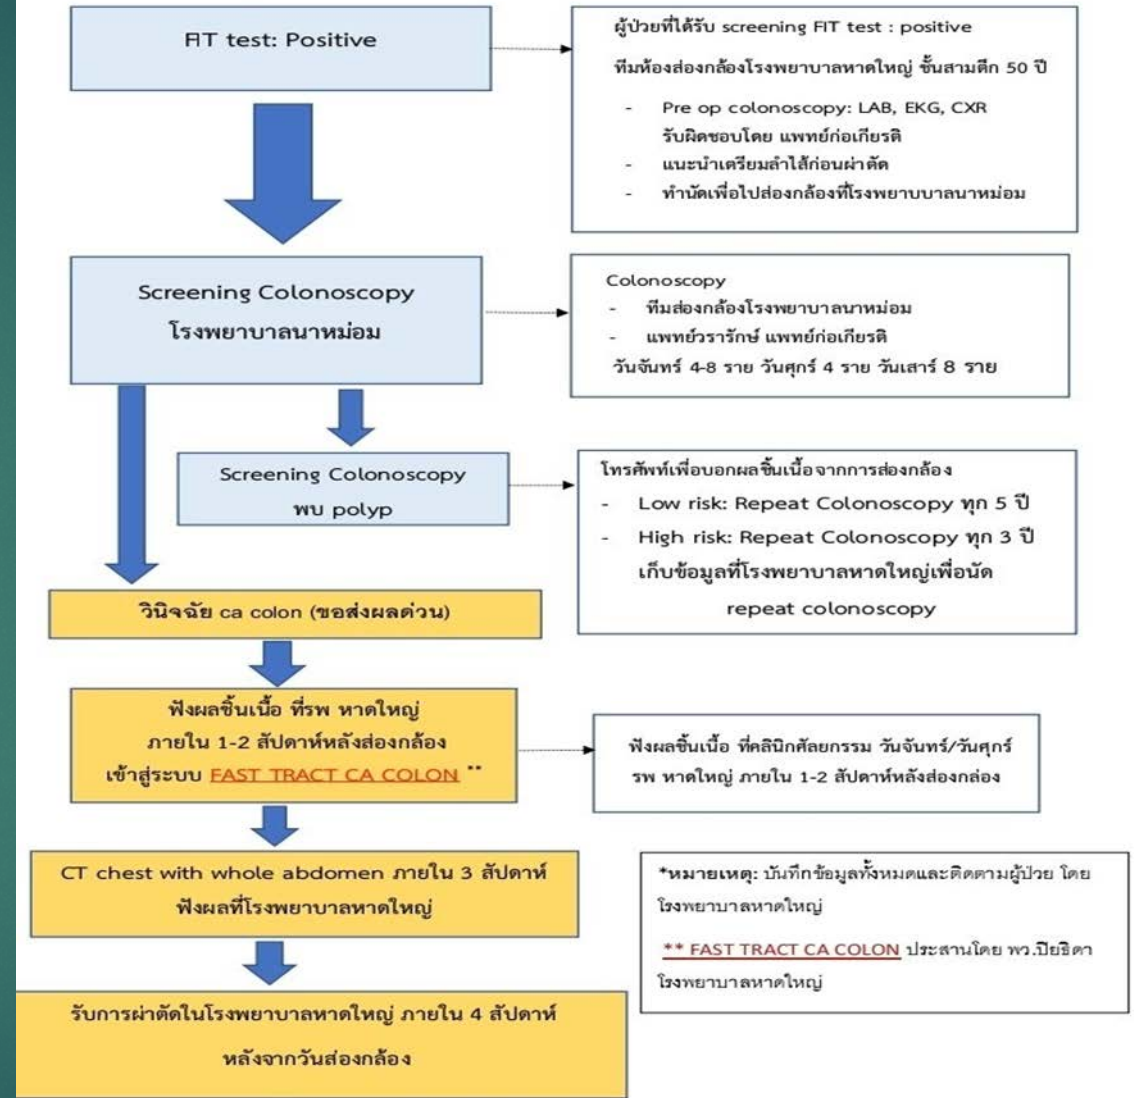 FIT test: Positive
ผู้ป่วยที่ได้รับ screening FIT test : positive
ทีมห้องส่องกล้องโรงพยาบาลหาดใหญ่ ชั้นสามตึก 50 ปี
- Pre op colonoscopy: LAB, EKG, CXR
รับผิดชอบโดย แพทย์ก่อเกียรติ
- แนะนำเตรียมลำไส้ก่อนผ่าตัด
- ทำนัดเพื่อไปส่องกล้องที่โรงพยาบบาลนาหม่อม
Screening Colonoscopy
โรงพยาบาลนาหม่อม
Colonoscopy
- ทีมส่องกล้องโรงพยาบาลนาหม่อม
- แพทย์วรารักษ์ แพทย์ก่อเกียรติ
วันจันทร์ 4-8 ราย วันศุกร์ 4 ราย วันเสาร์ 8 ราย
Screening Colonoscopy
พบ polyp
โทรศัพท์เพื่อบอกผลชิ้นเนื้อจากการส่องกล้อง
- Low risk: Repeat Colonoscopy ทุก 5 ปี
- High risk: Repeat Colonoscopy ทุก 3 ปี
เก็บข้อมูลที่โรงพยาบาลหาดใหญ่เพื่อนัด
repeat colonoscopy
วินิจฉัย ca colon (ขอส่งผลด่วน)
ฟังผลชิ้นเนื้อ ที่รพ หาดใหญ่
ภายใน 1-2 สัปดาห์หลังส่องกล้อง
เข้าสู่ระบบ FAST TRACT CA COLON **
ฟังผลชิ้นเนื้อ ที่คลินิกศัลยกรรม วันจันทร์/วันศุกร์
รพ หาดใหญ่ ภายใน 1-2 สัปดาห์หลังส่องกล่อง
CT chest with whole abdomen ภายใน 3 สัปดาห์
ฟังผลที่โรงพยาบาลหาดใหญ่
*หมายเหตุ: บันทึกข้อมูลทั้งหมดและติดตามผู้ป่วย โดย
โรงพยาบาลหาดใหญ่
** FAST TRACT CA COLON ประสานโดย พว.ปิยธิดา
โรงพยาบาลหาดใหญ่
รับการผ่าตัดในโรงพยาบาลหาดใหญ่ ภายใน 4 สัปดาห์
หลังจากวันส่องกล้อง